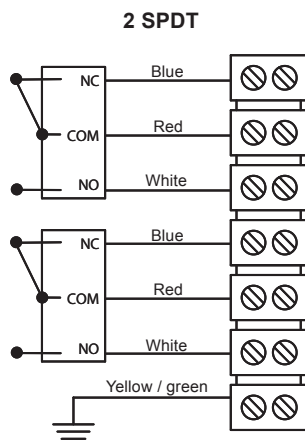 2 SPDT
NC Blue
COM Red
NO White
NC Blue
COM Red
NO White
Yellow / green